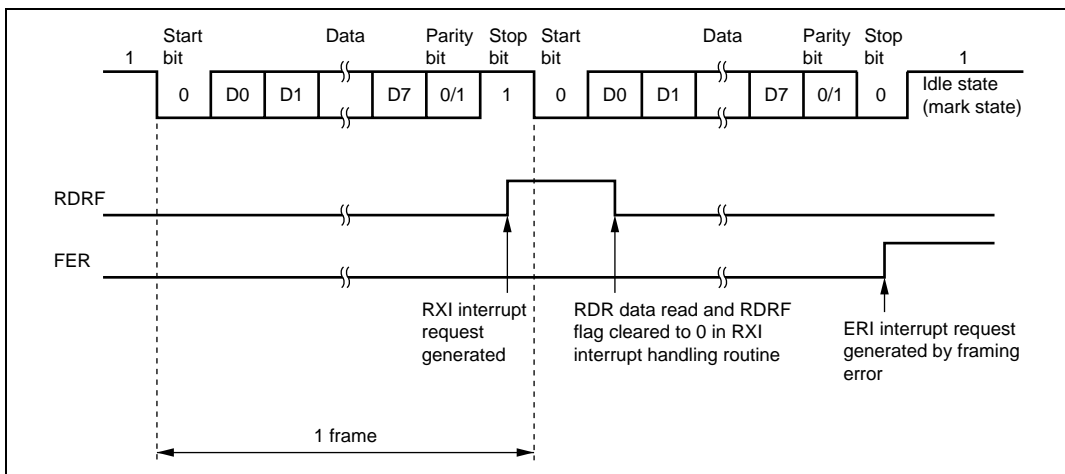 1
Start bit
Data
Parity bit
Stop bit
Start bit
Data
Parity bit
Stop bit
1
0 D0 D1 D7 0/1 1 0 D0 D1 D7 0/1 0
Idle state
(mark state)
RDRF
FER
RXI interrupt
request
generated
RDR data read and RDRF
flag cleared to 0 in RXI
interrupt handling routine
ERI interrupt request
generated by framing
error
1 frame